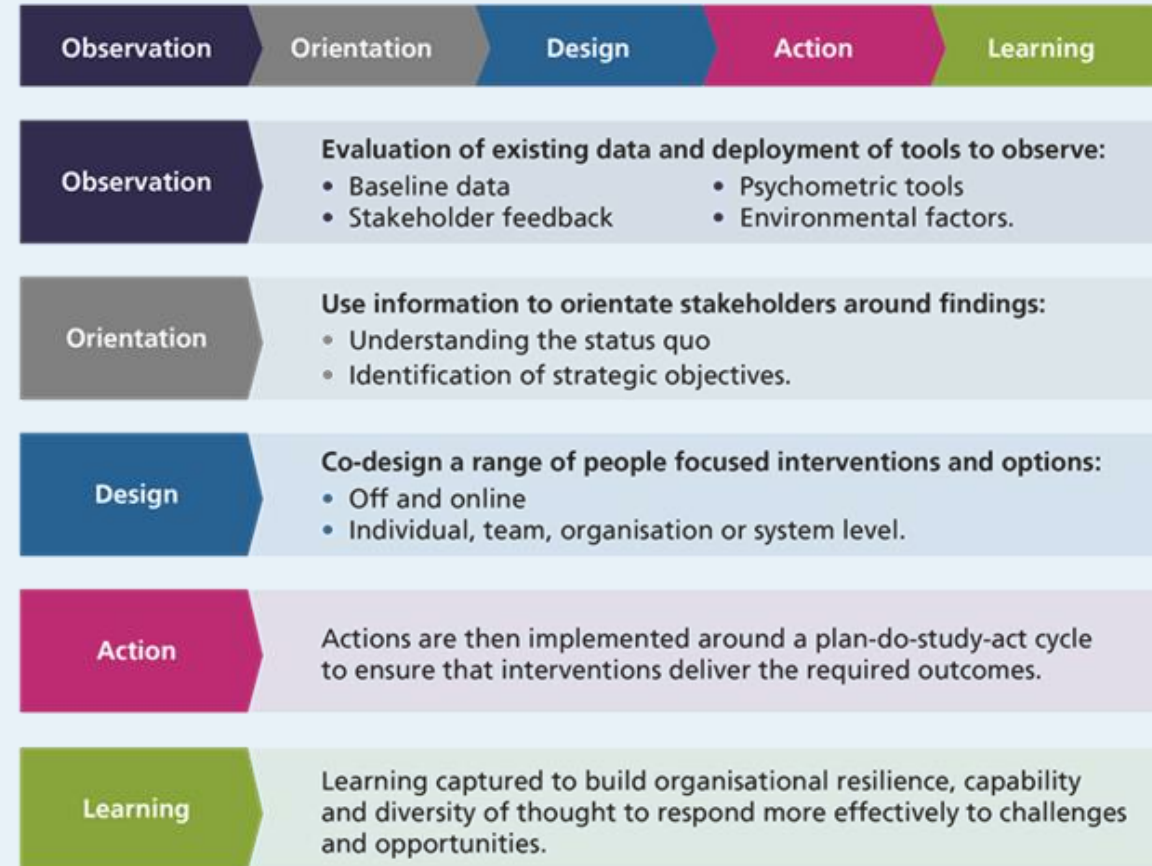 Observation Orientation Design Action Learning
Observation
Evaluation of existing data and deployment of tools to observe:
• Baseline data
• Stakeholder feedback
• Psychometric tools
• Environmental factors.
Orientation
Use information to orientate stakeholders around findings:
• Understanding the status quo
• Identification of strategic objectives.
Design
Co-design a range of people focused interventions and options:
• Off and online
• Individual, team, organisation or system level.
Action
Actions are then implemented around a plan-do-study-act cycle
to ensure that interventions deliver the required outcomes.
Learning
Learning captured to build organisational resilience, capability
and diversity of thought to respond more effectively to challenges
and opportunities.